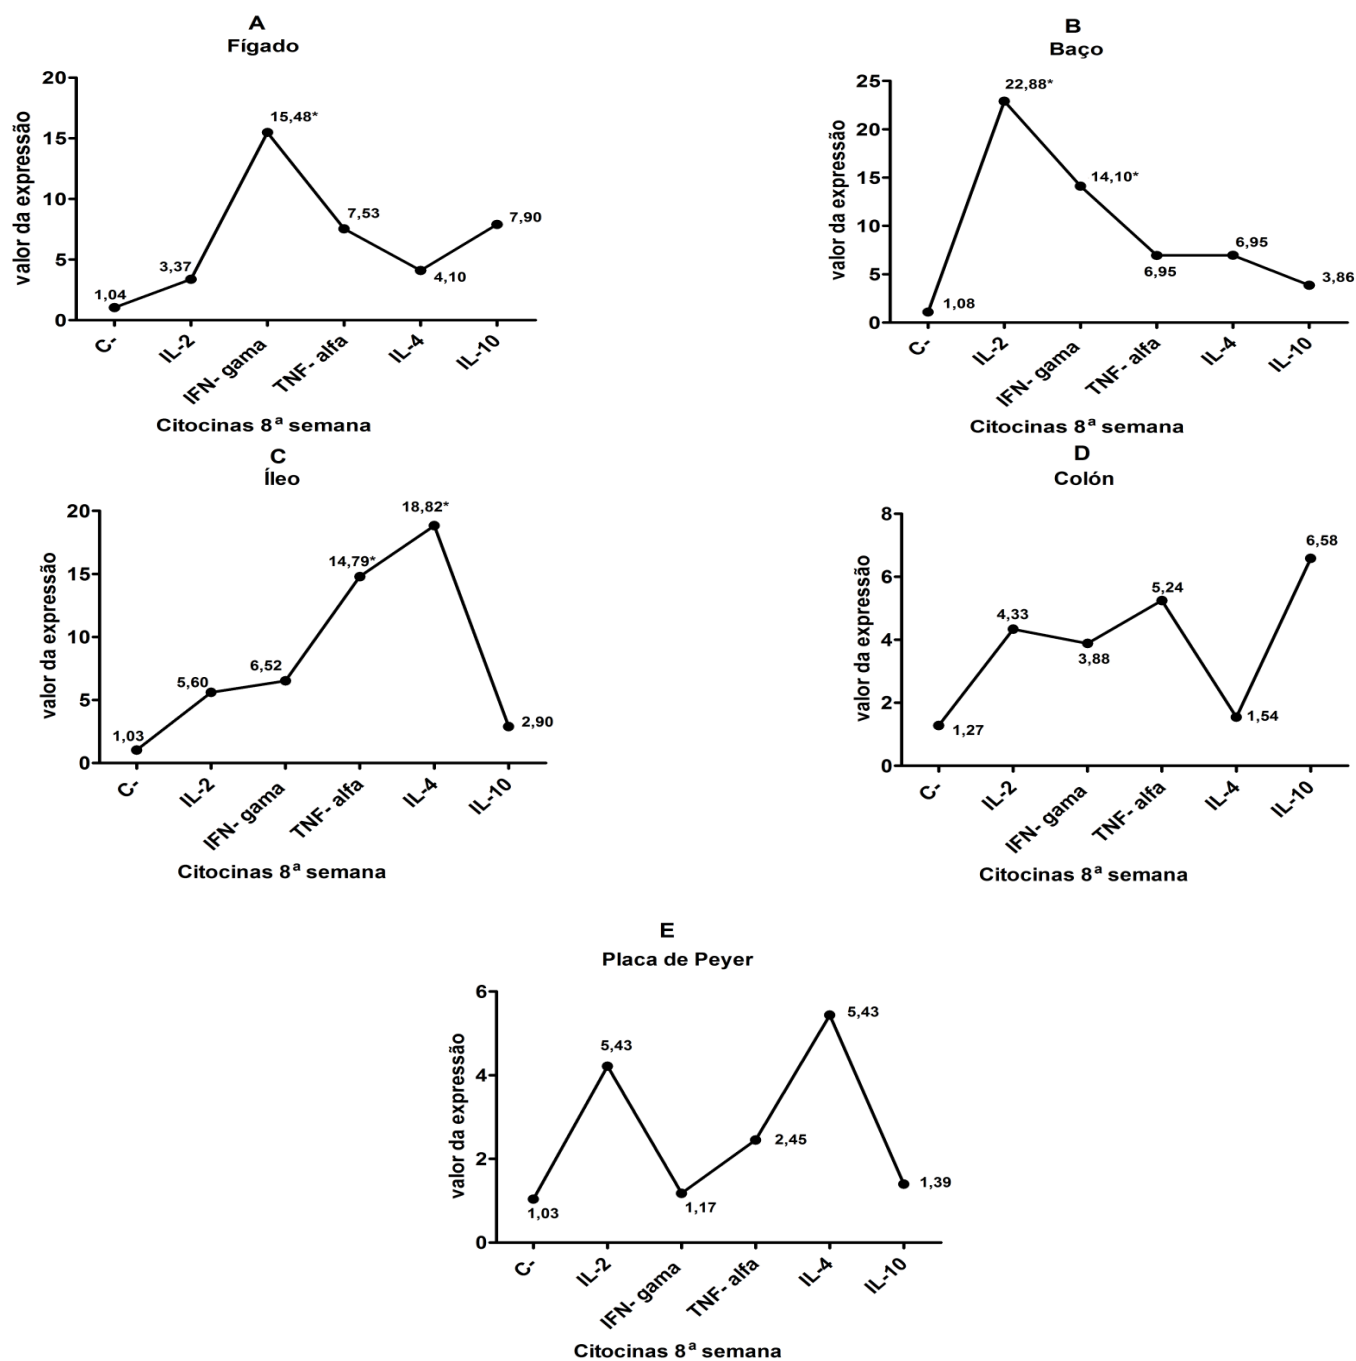 A
Fígado
valor da expressão
20
15
10
5
0
1,04
3,37
15,48*
7,53
4,10
7,90
C-
IL-2
IFN- gama
TNF- alfa
IL-4
IL-10
Citocinas 8ª semana
B
Baço
valor da expressão
25
20
15
10
5
0
1,08
22,88*
14,10*
6,95
6,95
3,86
C-
IL-2
IFN- gama
TNF- alfa
IL-4
IL-10
Citocinas 8ª semana
C
Íleo
valor da expressão
20
15
10
5
0
1,03
5,60
6,52
14,79*
18,82*
2,90
C-
IL-2
IFN- gama
TNF- alfa
IL-4
IL-10
Citocinas 8ª semana
D
Colón
valor da expressão
8
6
4
2
0
1,27
4,33
3,88
5,24
1,54
6,58
C-
IL-2
IFN- gama
TNF- alfa
IL-4
IL-10
Citocinas 8ª semana
E
Placa de Peyer
valor da expressão
6
4
2
0
1,03
5,43
1,17
2,45
5,43
1,39
C-
IL-2
IFN- gama
TNF- alfa
IL-4
IL-10
Citocinas 8ª semana